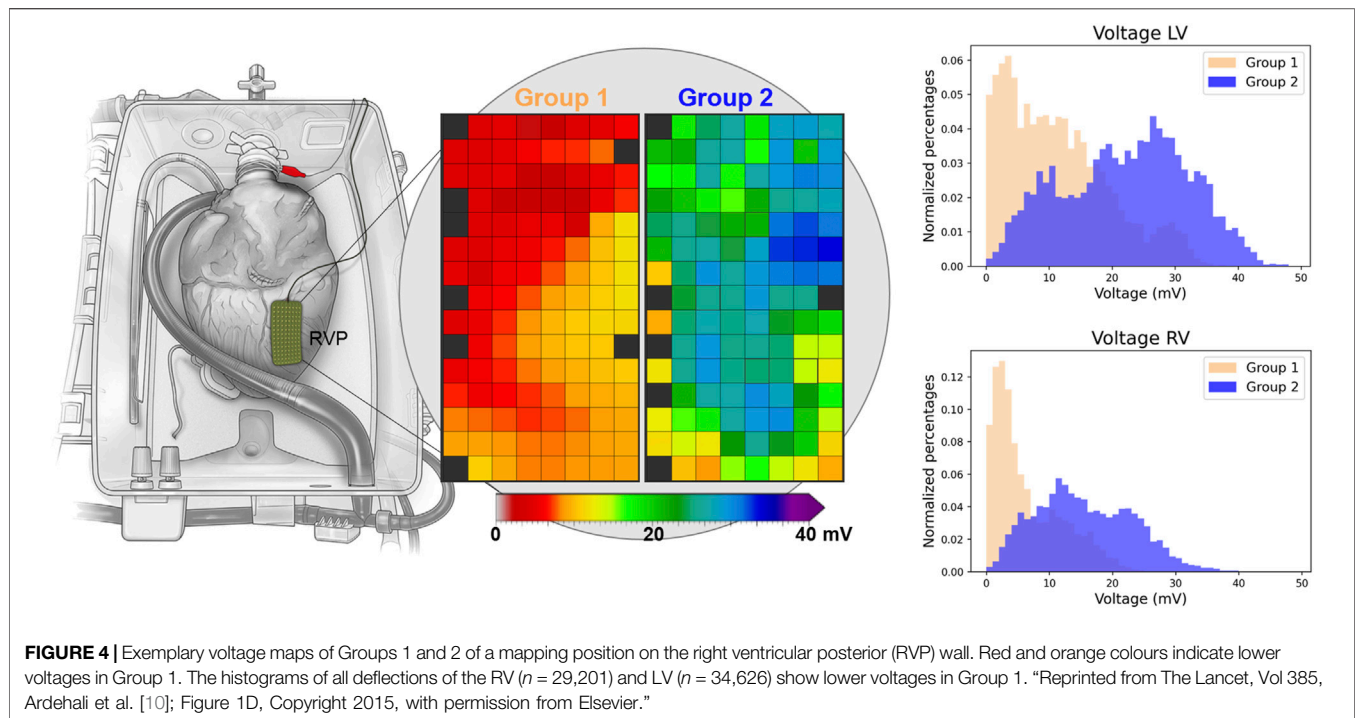 Group 1
Group 2
RVP
0
20
40 mV
Voltage LV
Group 1
Group 2
Normalized percentages
0.06
0.05
0.04
0.03
0.02
0.01
0.00
0
10
20
30
40
50
Voltage (mV)
Voltage RV
Group 1
Group 2
Normalized percentages
0.12
0.10
0.08
0.06
0.04
0.02
0.00
0
10
20
30
40
50
Voltage (mV)
FIGURE 4 | Exemplary voltage maps of Groups 1 and 2 of a mapping position on the right ventricular posterior (RVP) wall. Red and orange colours indicate lower
voltages in Group 1. The histograms of all deflections of the RV (n = 29,201) and LV (n = 34,626) show lower voltages in Group 1. “Reprinted from The Lancet, Vol 385,
Ardehali et al. [10]; Figure 1D, Copyright 2015, with permission from Elsevier.”